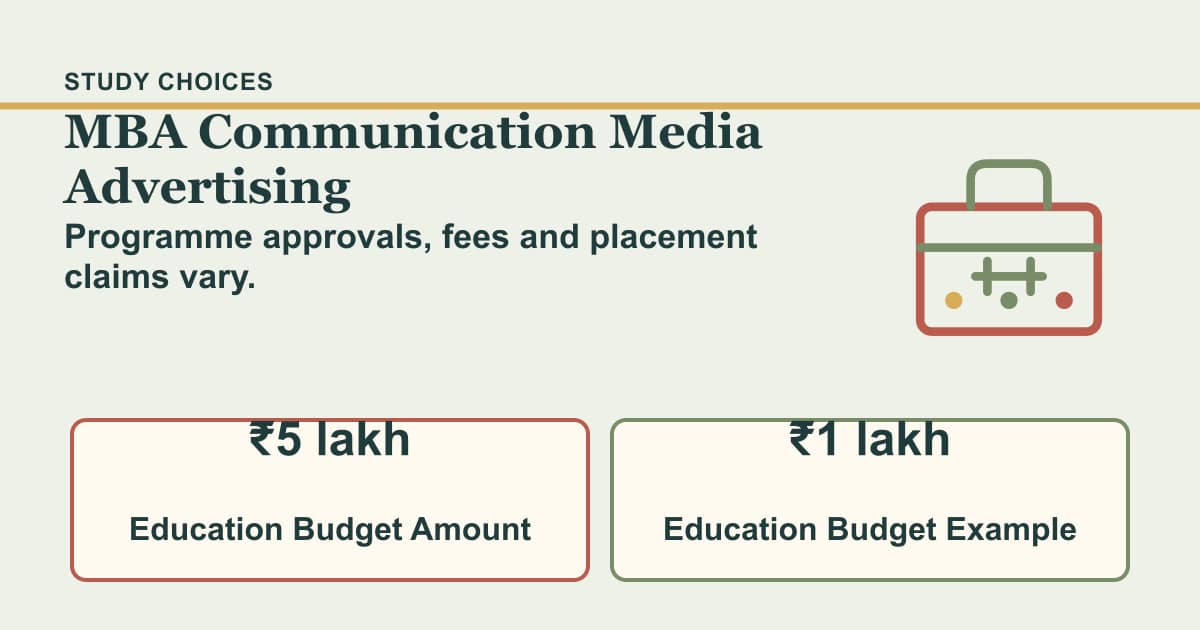 STUDY CHOICES
MBA Communication Media
Advertising
Programme approvals, fees and placement
claims vary.
₹5 lakh
Education Budget Amount
₹1 lakh
Education Budget Example